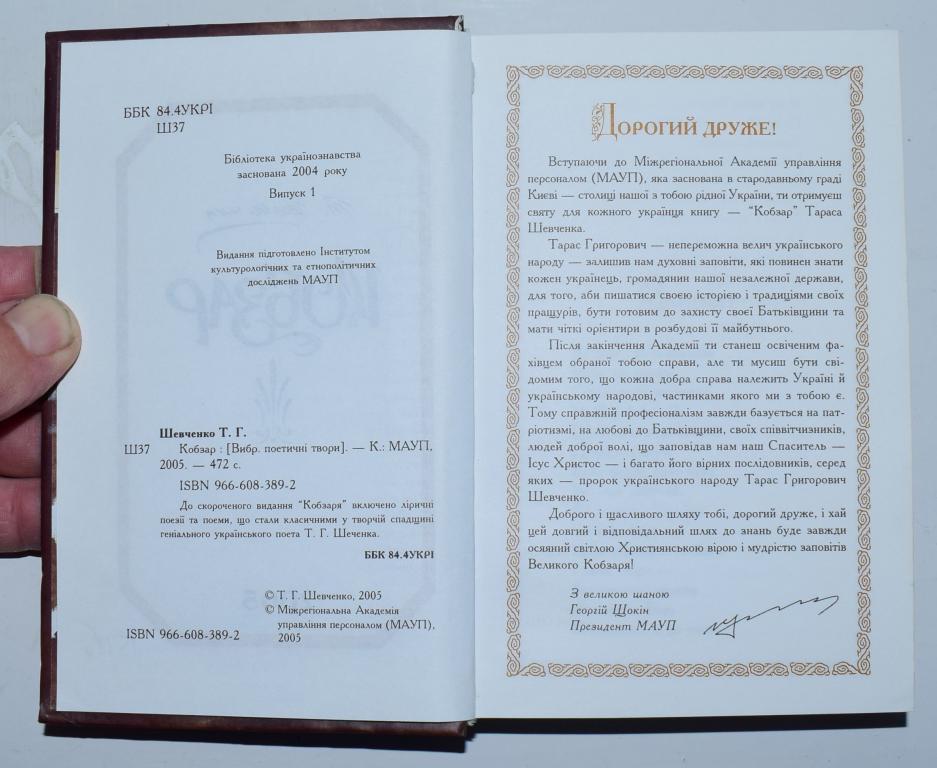 ББК 84.4УКРІ
Ш37
Бібліотека українознавства
заснована 2004 року
Випуск 1
Видання підготовлено Інститутом
культурологічних та етнополітичних
досліджень МАУП
Шевченко Т. Г.
Ш37 Кобзар : [Вибр. поетичні твори]. — К.: МАУП,
2005. — 472 с.
ISBN 966-608-389-2
До скороченого видання “Кобзаря” включено ліричні
поезії та поеми, що стали класичними у творчій спадщині
геніального українського поета Т. Г. Шеченка.
ББК 84.4УКРІ
© Т. Г. Шевченко, 2005
© Міжрегіональна Академія
управління персоналом (МАУП),
2005
ISBN 966-608-389-2
ДОРОГИЙ ДРУЖЕ!
Вступаючи до Міжрегіональної Академії управління
персоналом (МАУП), яка заснована в стародавньому граді
Києві — столиці нашої з тобою рідної України, ти отримуєш
святу для кожного українця книгу — “Кобзар” Тараса
Шевченка.
Тарас Григорович — непереможна велич українського
народу — залишив нам духовні заповіти, які повинен знати
кожен українець, громадянин нашої незалежної держави,
для того, аби пишатися своєю історією і традиціями своїх
пращурів, бути готовим до захисту своєї Батьківщини та
мати чіткі орієнтири в розбудові її майбутнього.
Після закінчення Академії ти станеш освіченим фа-
хівцем обраної тобою справи, але ти мусиш бути сві-
домим того, що кожна добра справа належить Україні й
українському народові, частинками якого ми з тобою є.
Тому справжній професіоналізм завжди базується на пат-
ріотизмі, на любові до Батьківщини, своїх співвітчизників,
людей доброї волі, що заповідав нам наш Спаситель —
Ісус Христос — і багато його вірних послідовників, серед
яких — пророк українського народу Тарас Григорович
Шевченко.
Доброго і щасливого шляху тобі, дорогий друже, і хай
цей довгий і відповідальний шлях до знань буде завжди
осяяний світлою Християнською вірою і мудрістю заповітів
Великого Кобзаря!
З великою шаною
Георгій Щокін
Президент МАУП